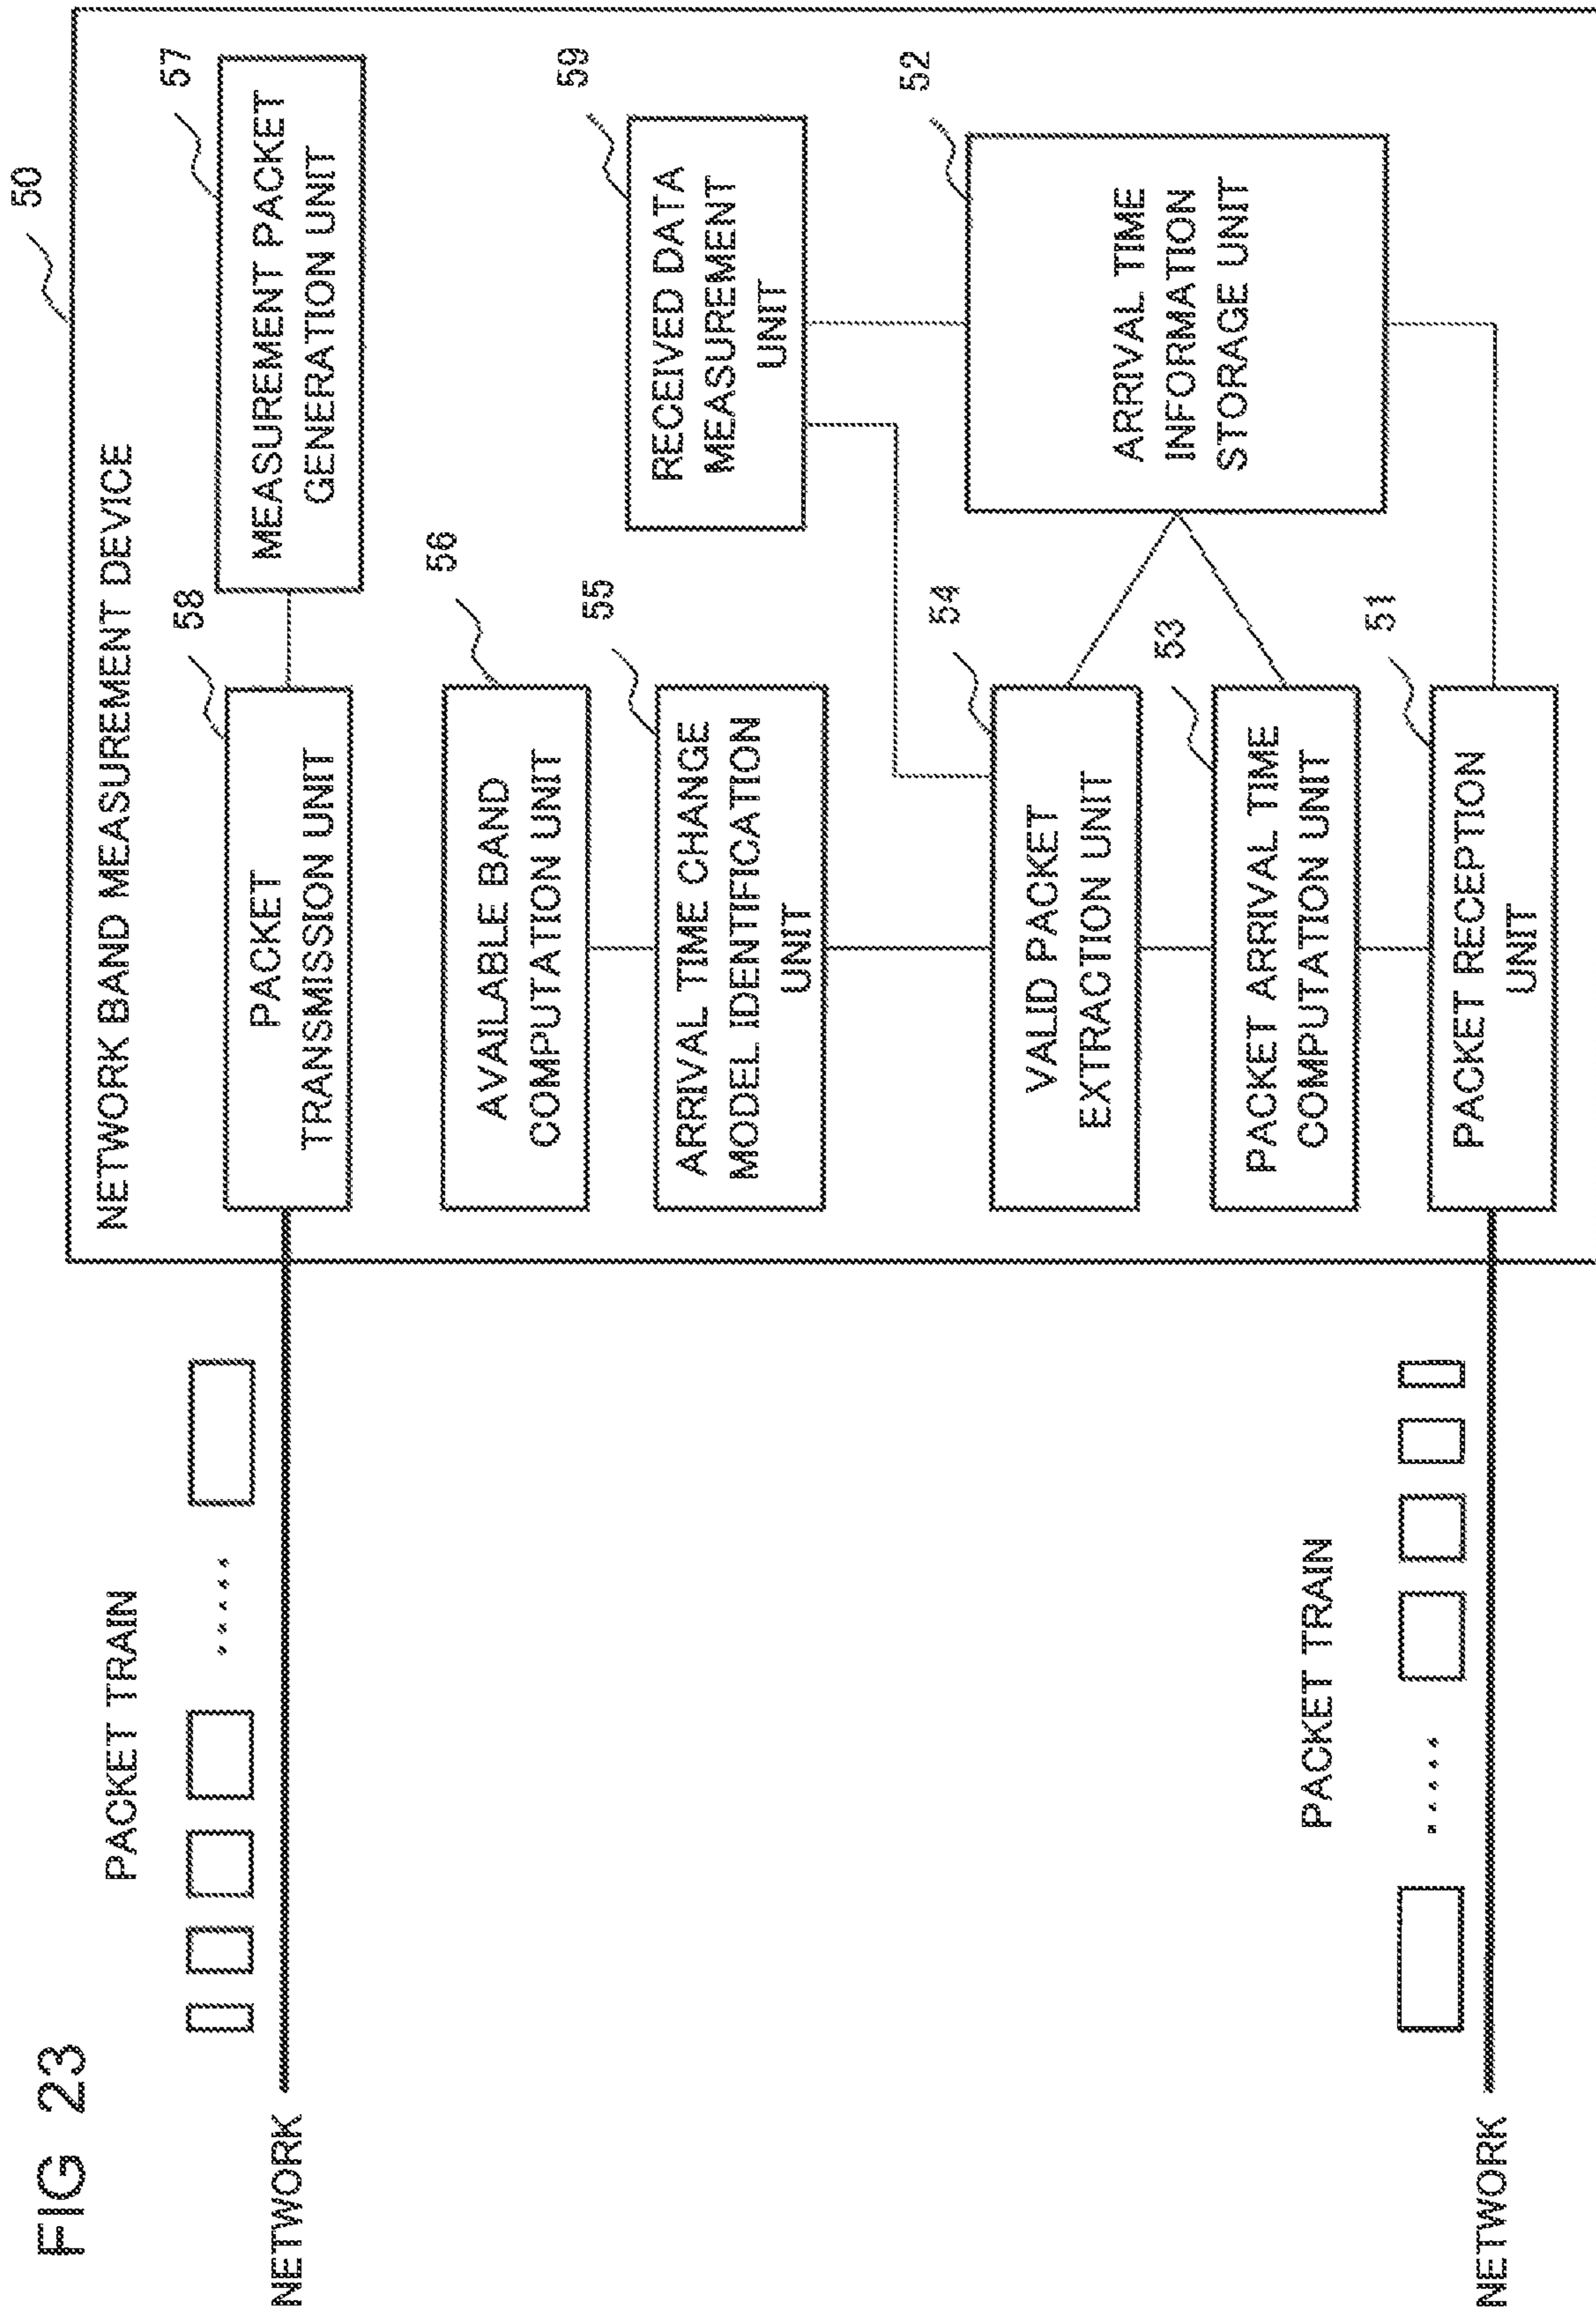 FIG 23
50
NETWORK BAND MEASUREMENT DEVICE
PACKET TRAIN
NETWORK
58
PACKET
TRANSMISSION UNIT
57
MEASUREMENT PACKET
GENERATION UNIT
56
AVAILABLE BAND
COMPUTATION UNIT
55
ARRIVAL TIME CHANGE
MODEL IDENTIFICATION
UNIT
59
RECEIVED DATA
MEASUREMENT
UNIT
54
VALID PACKET
EXTRACTION UNIT
52
ARRIVAL TIME
INFORMATION
STORAGE UNIT
53
PACKET ARRIVAL TIME
COMPUTATION UNIT
51
PACKET RECEPTION
UNIT
PACKET TRAIN
NETWORK